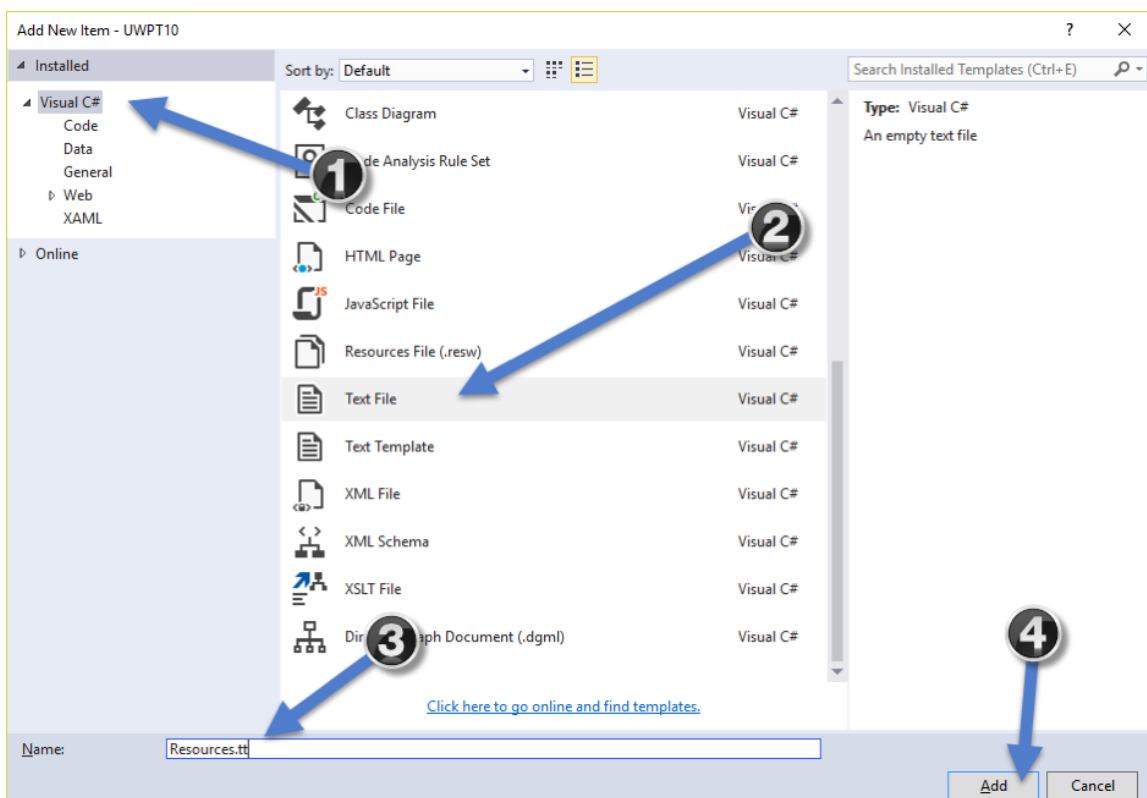 Add New Item - UWPT10
?
Installed
Sort by: Default
Search Installed Templates (Ctrl+E)
Visual C#
Code
Data
General
Web
XAML
Online
Class Diagram Visual C#
de Analysis Rule Set Visual C#
Code File
HTML Page Visual C#
JavaScript File Visual C#
Resources File (.resw) Visual C#
Text File Visual C#
Text Template Visual C#
XML File Visual C#
XML Schema Visual C#
XSLT File Visual C#
Dir ph Document (.dgml) Visual C#
Click here to go online and find templates.
Type: Visual C#
An empty text file
1
2
3
4
Name: Resources.tt
Add Cancel